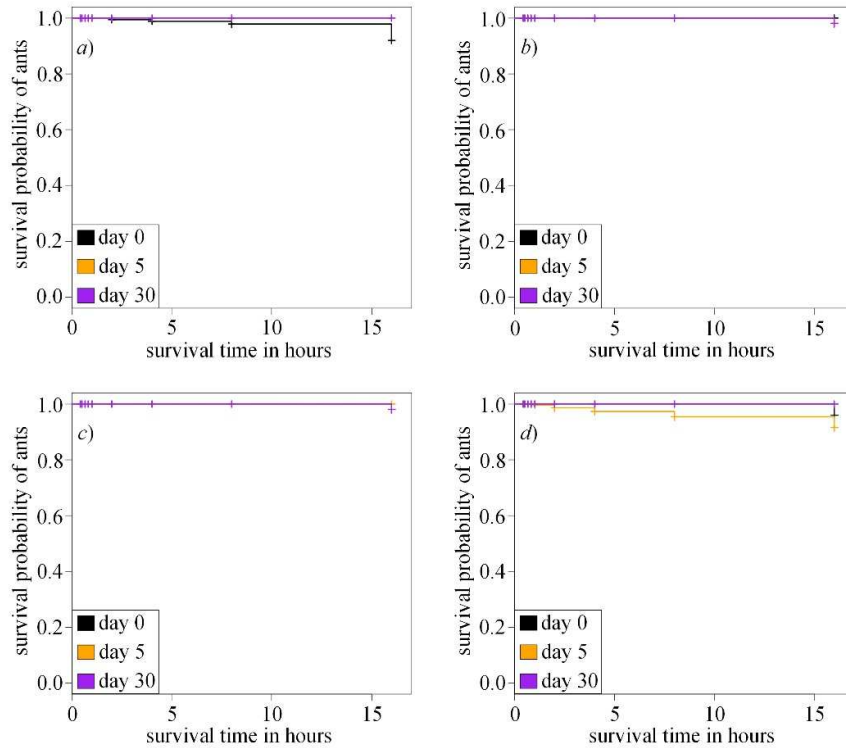 1.0
a)
0.8
0.6
0.4
0.2
0.0
survival probability of ants
day 0
day 5
day 30
0 5 10 15
survival time in hours
1.0
b)
0.8
0.6
0.4
0.2
0.0
survival probability of ants
day 0
day 5
day 30
0 5 10 15
survival time in hours
1.0
c)
0.8
0.6
0.4
0.2
0.0
survival probability of ants
day 0
day 5
day 30
0 5 10 15
survival time in hours
1.0
d)
0.8
0.6
0.4
0.2
0.0
survival probability of ants
day 0
day 5
day 30
0 5 10 15
survival time in hours